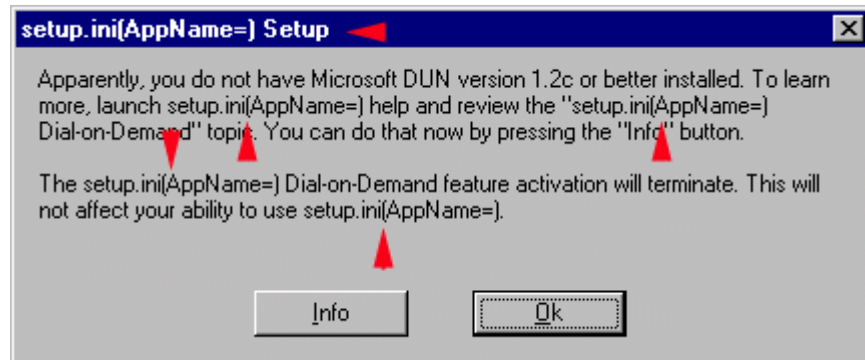 setup.ini(AppName=) Setup
Apparently, you do not have Microsoft DUN version 1.2c or better installed. To learn
more, launch setup.ini(AppName=) help and review the "setup.ini(AppName=)
Dial-on-Demand" topic. You can do that now by pressing the "Info" button.
The setup.ini(AppName=) Dial-on-Demand feature activation will terminate. This will
not affect your ability to use setup.ini(AppName=).
Info
Ok